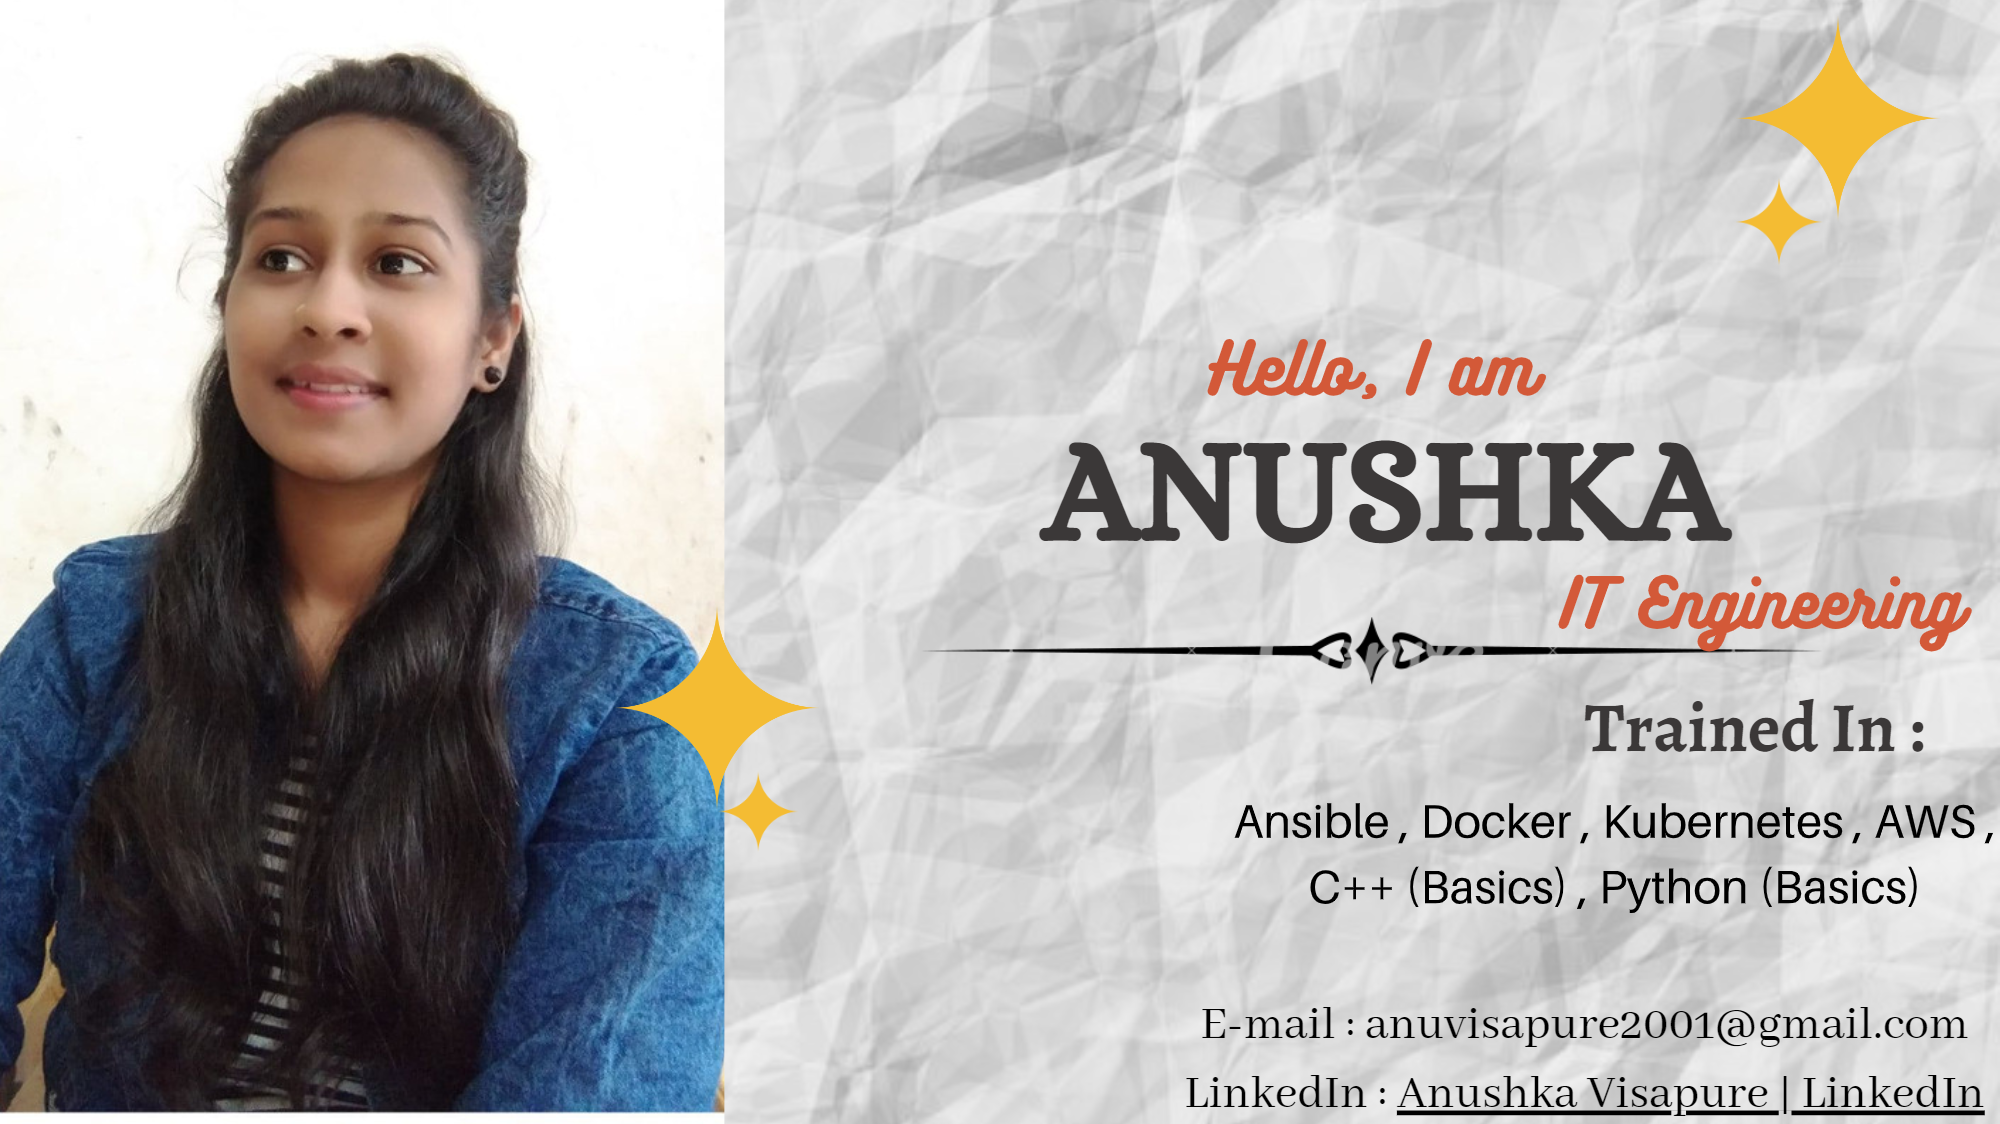 Hello, I am
ANUSHKA
IT Engineering
Trained In :
Ansible , Docker , Kubernetes , AWS ,
C++ (Basics) , Python (Basics)
E-mail : anuvisapure2001@gmail.com
LinkedIn : Anushka Visapure | LinkedIn